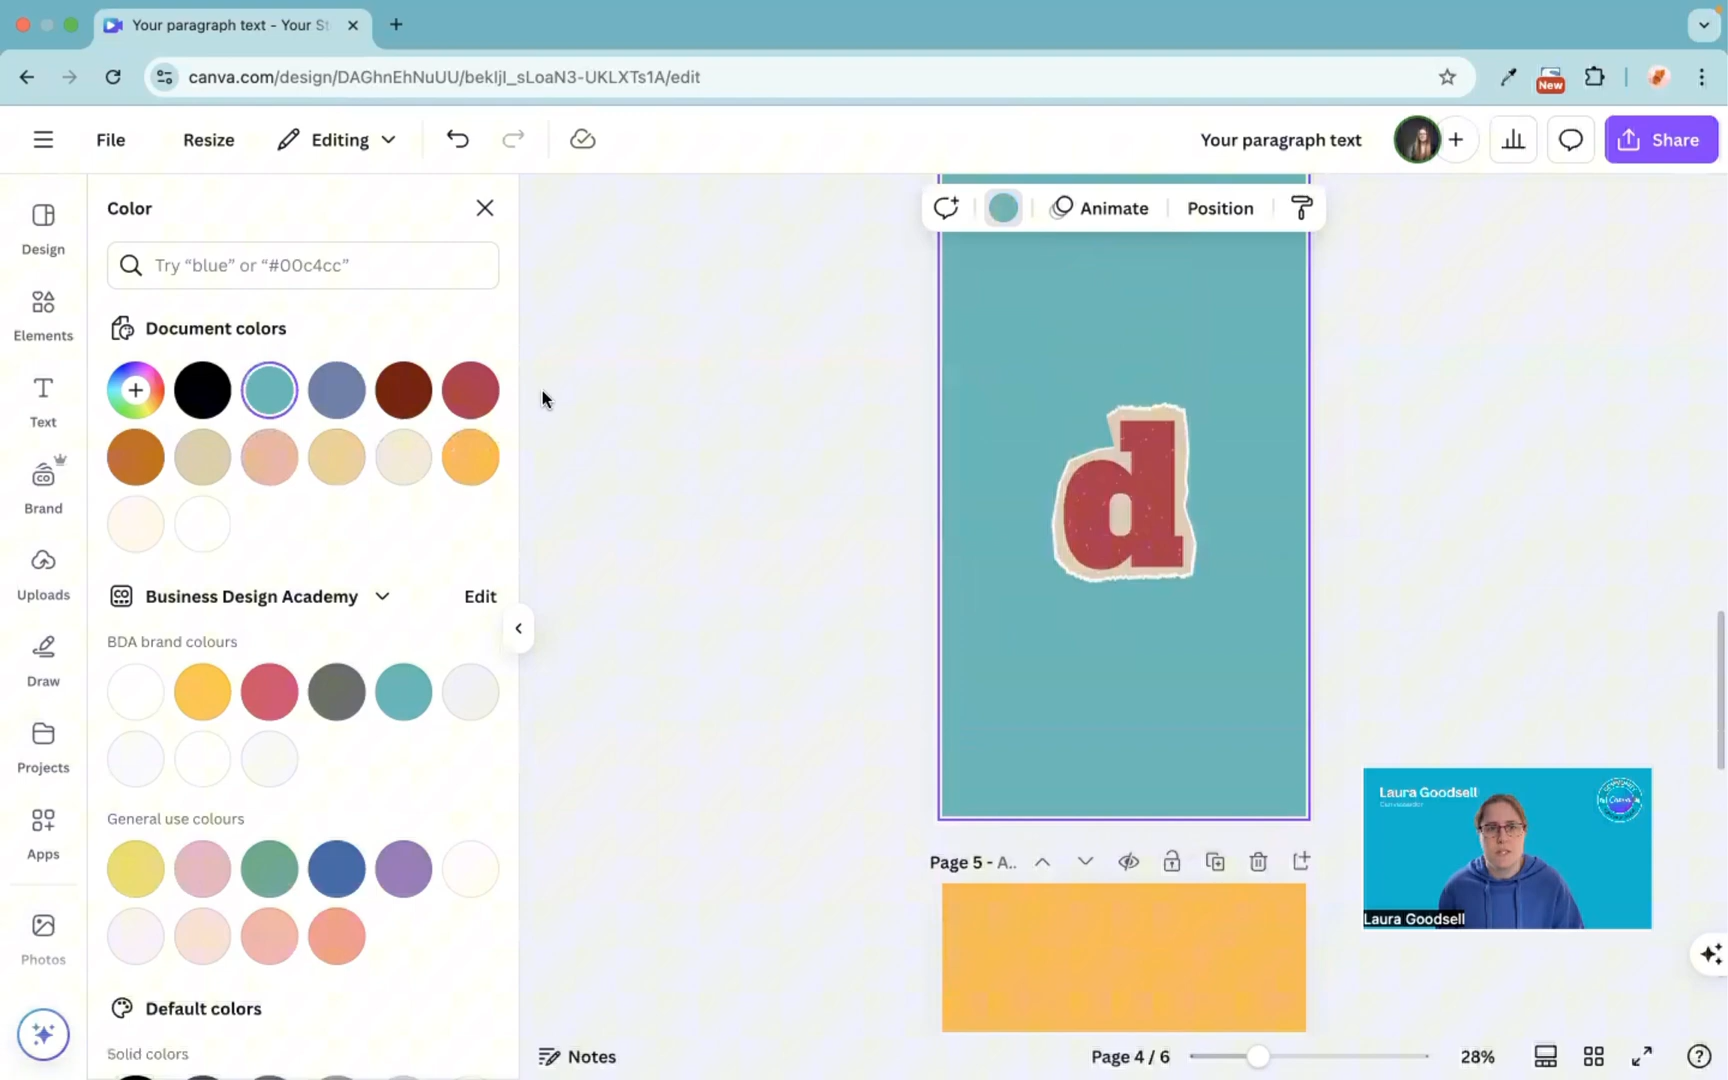 Your paragraph text - Your St
canva.com/design/DAGhnEhNuUU/bekljI_sLoaN3-UKLXTs1A/edit
New
File
Resize
Editing
Your paragraph text
Share
Design
Elements
Text
Brand
Uploads
Draw
Projects
Apps
Photos
Color
Try “blue” or “#00c4cc”
Document colors
Business Design Academy
Edit
BDA brand colours
General use colours
Default colors
Solid colors
Animate
Position
d
Page 5 - A..
Laura Goodsell
Canva
Laura Goodsell
Notes
Page 4 / 6
28%